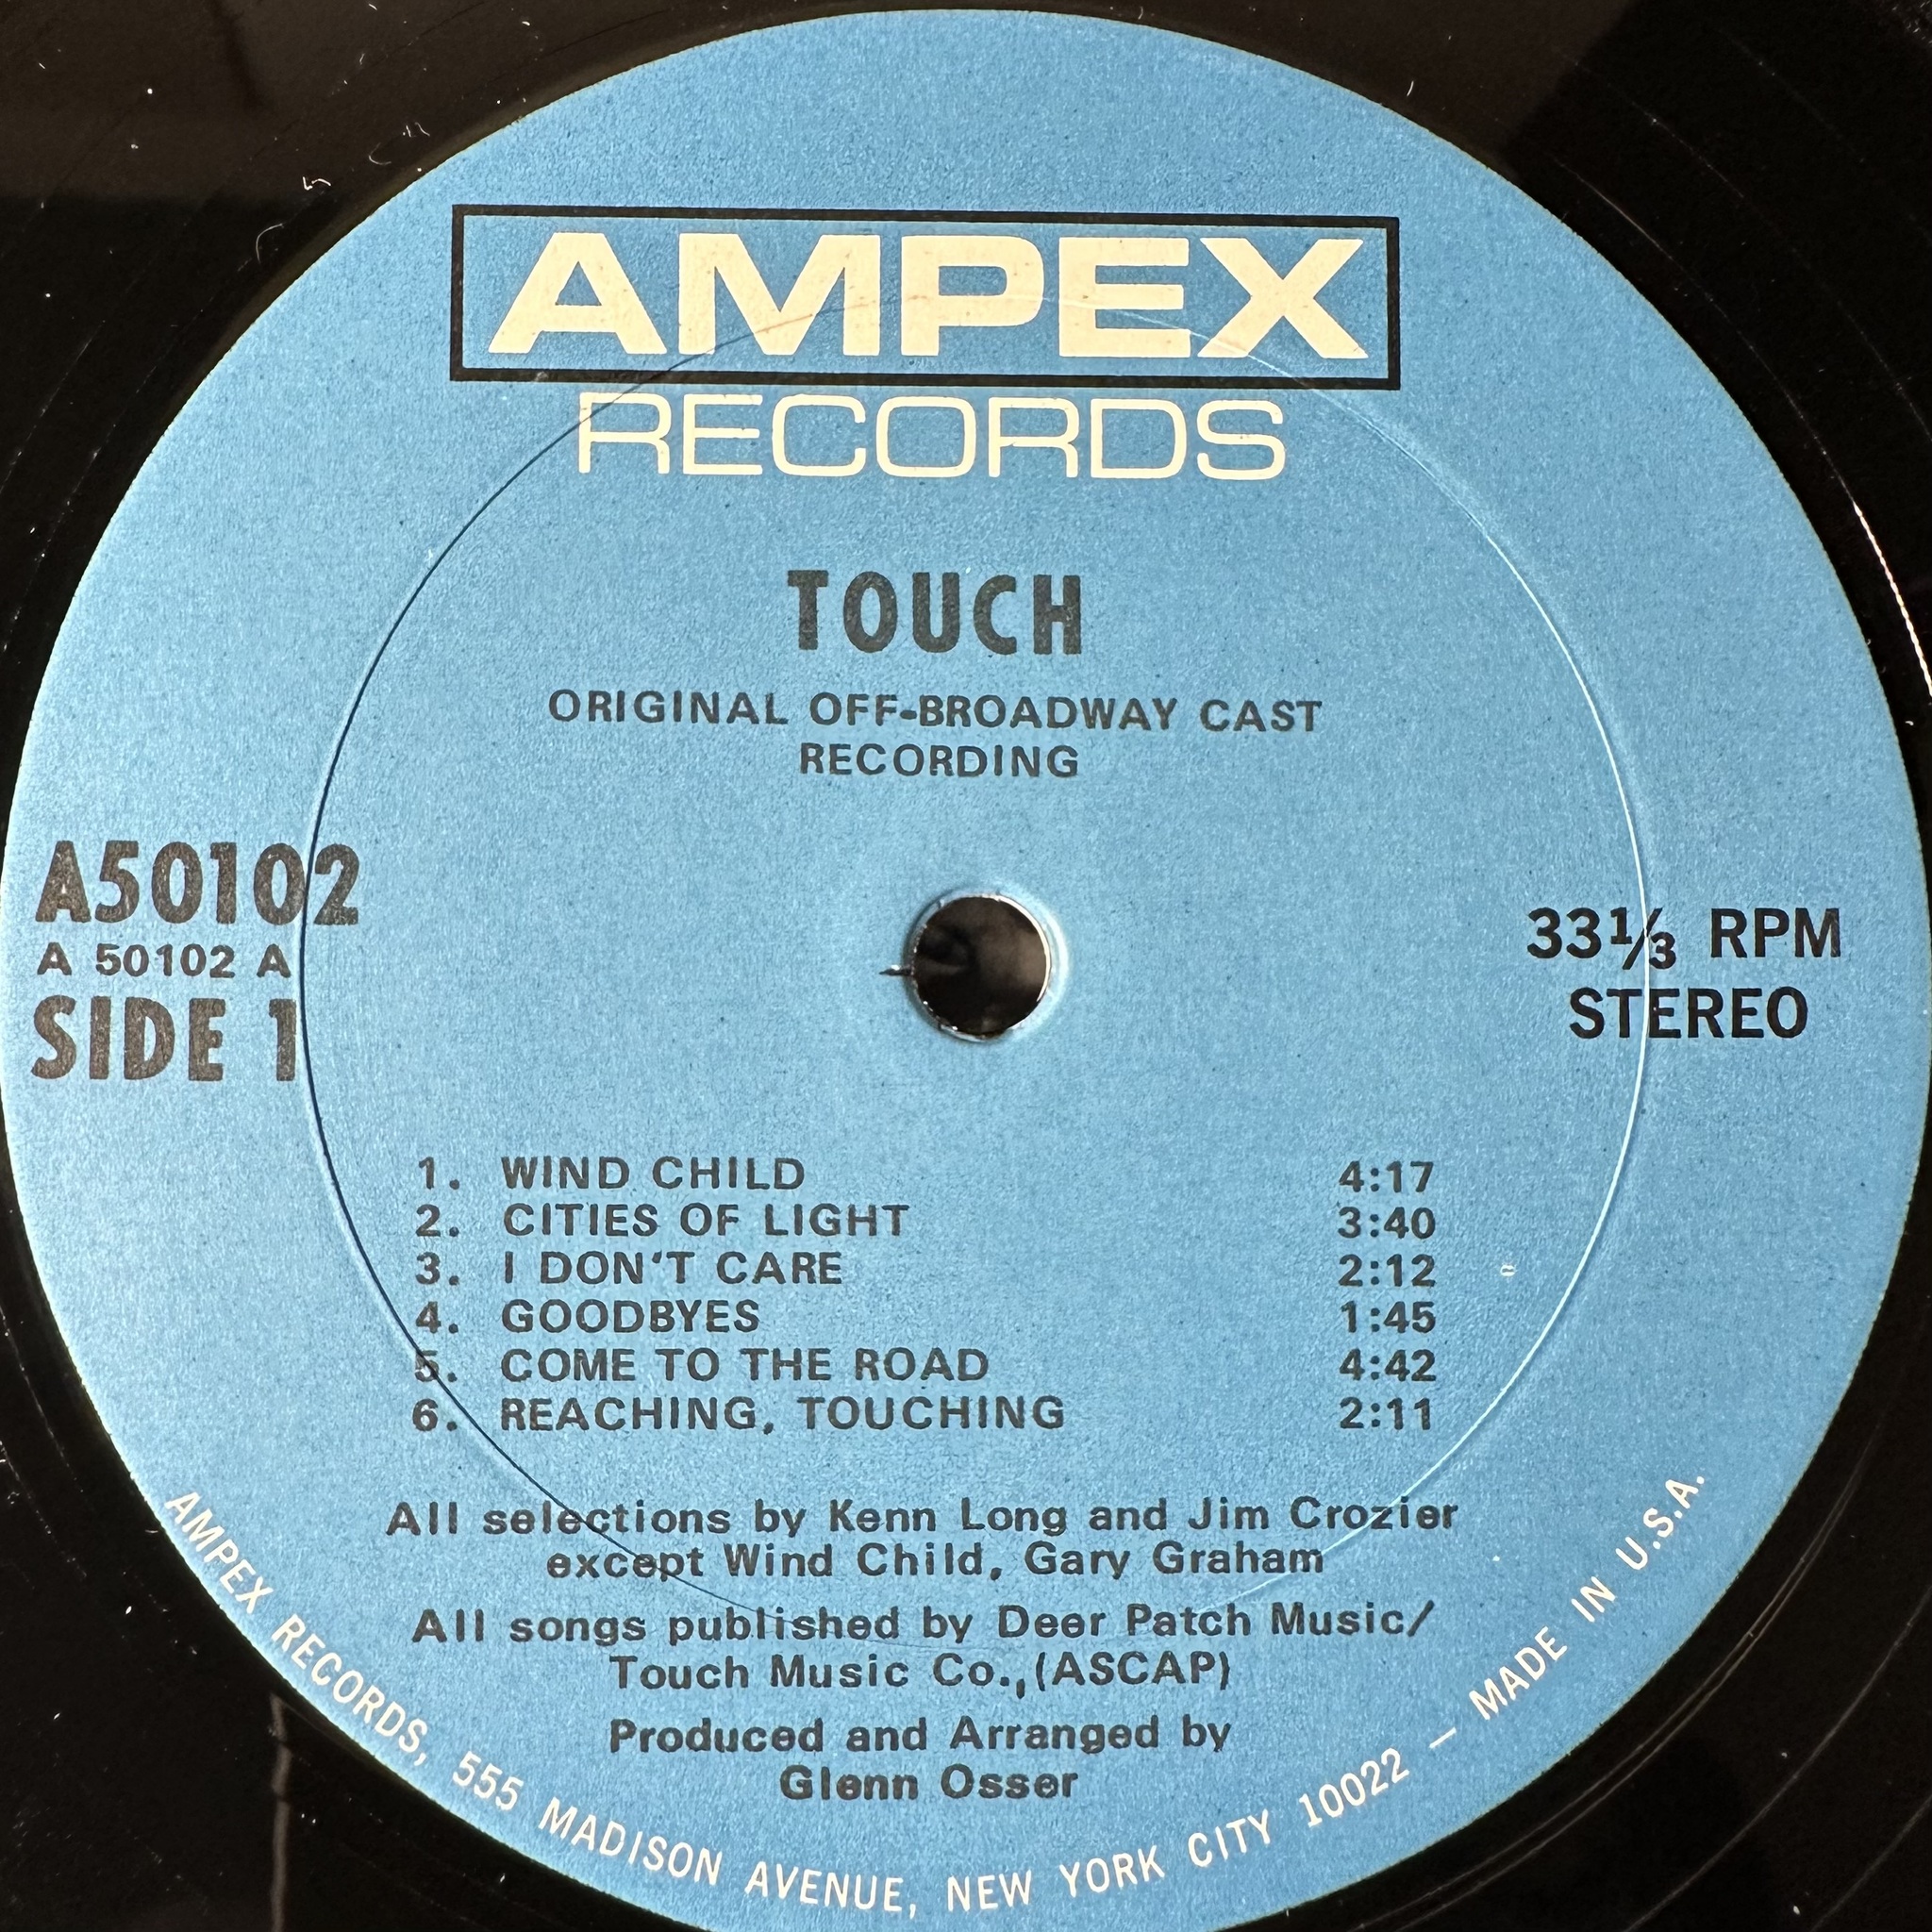 AMPEX
RECORDS
TOUCH
ORIGINAL OFF-BROADWAY CAST
RECORDING
A50102
A 50102 A
SIDE 1
33⅓ RPM
STEREO
1. WIND CHILD 4:17
2. CITIES OF LIGHT 3:40
3. I DON'T CARE 2:12
4. GOODBYES 1:45
5. COME TO THE ROAD 4:42
6. REACHING, TOUCHING 2:11
All selections by Kenn Long and Jim Crozier
except Wind Child, Gary Graham
All songs published by Deer Patch Music/
Touch Music Co.,(ASCAP)
Produced and Arranged by
Glenn Osser
AMPEX RECORDS, 555 MADISON AVENUE, NEW YORK CITY 10022 — MADE IN U.S.A.